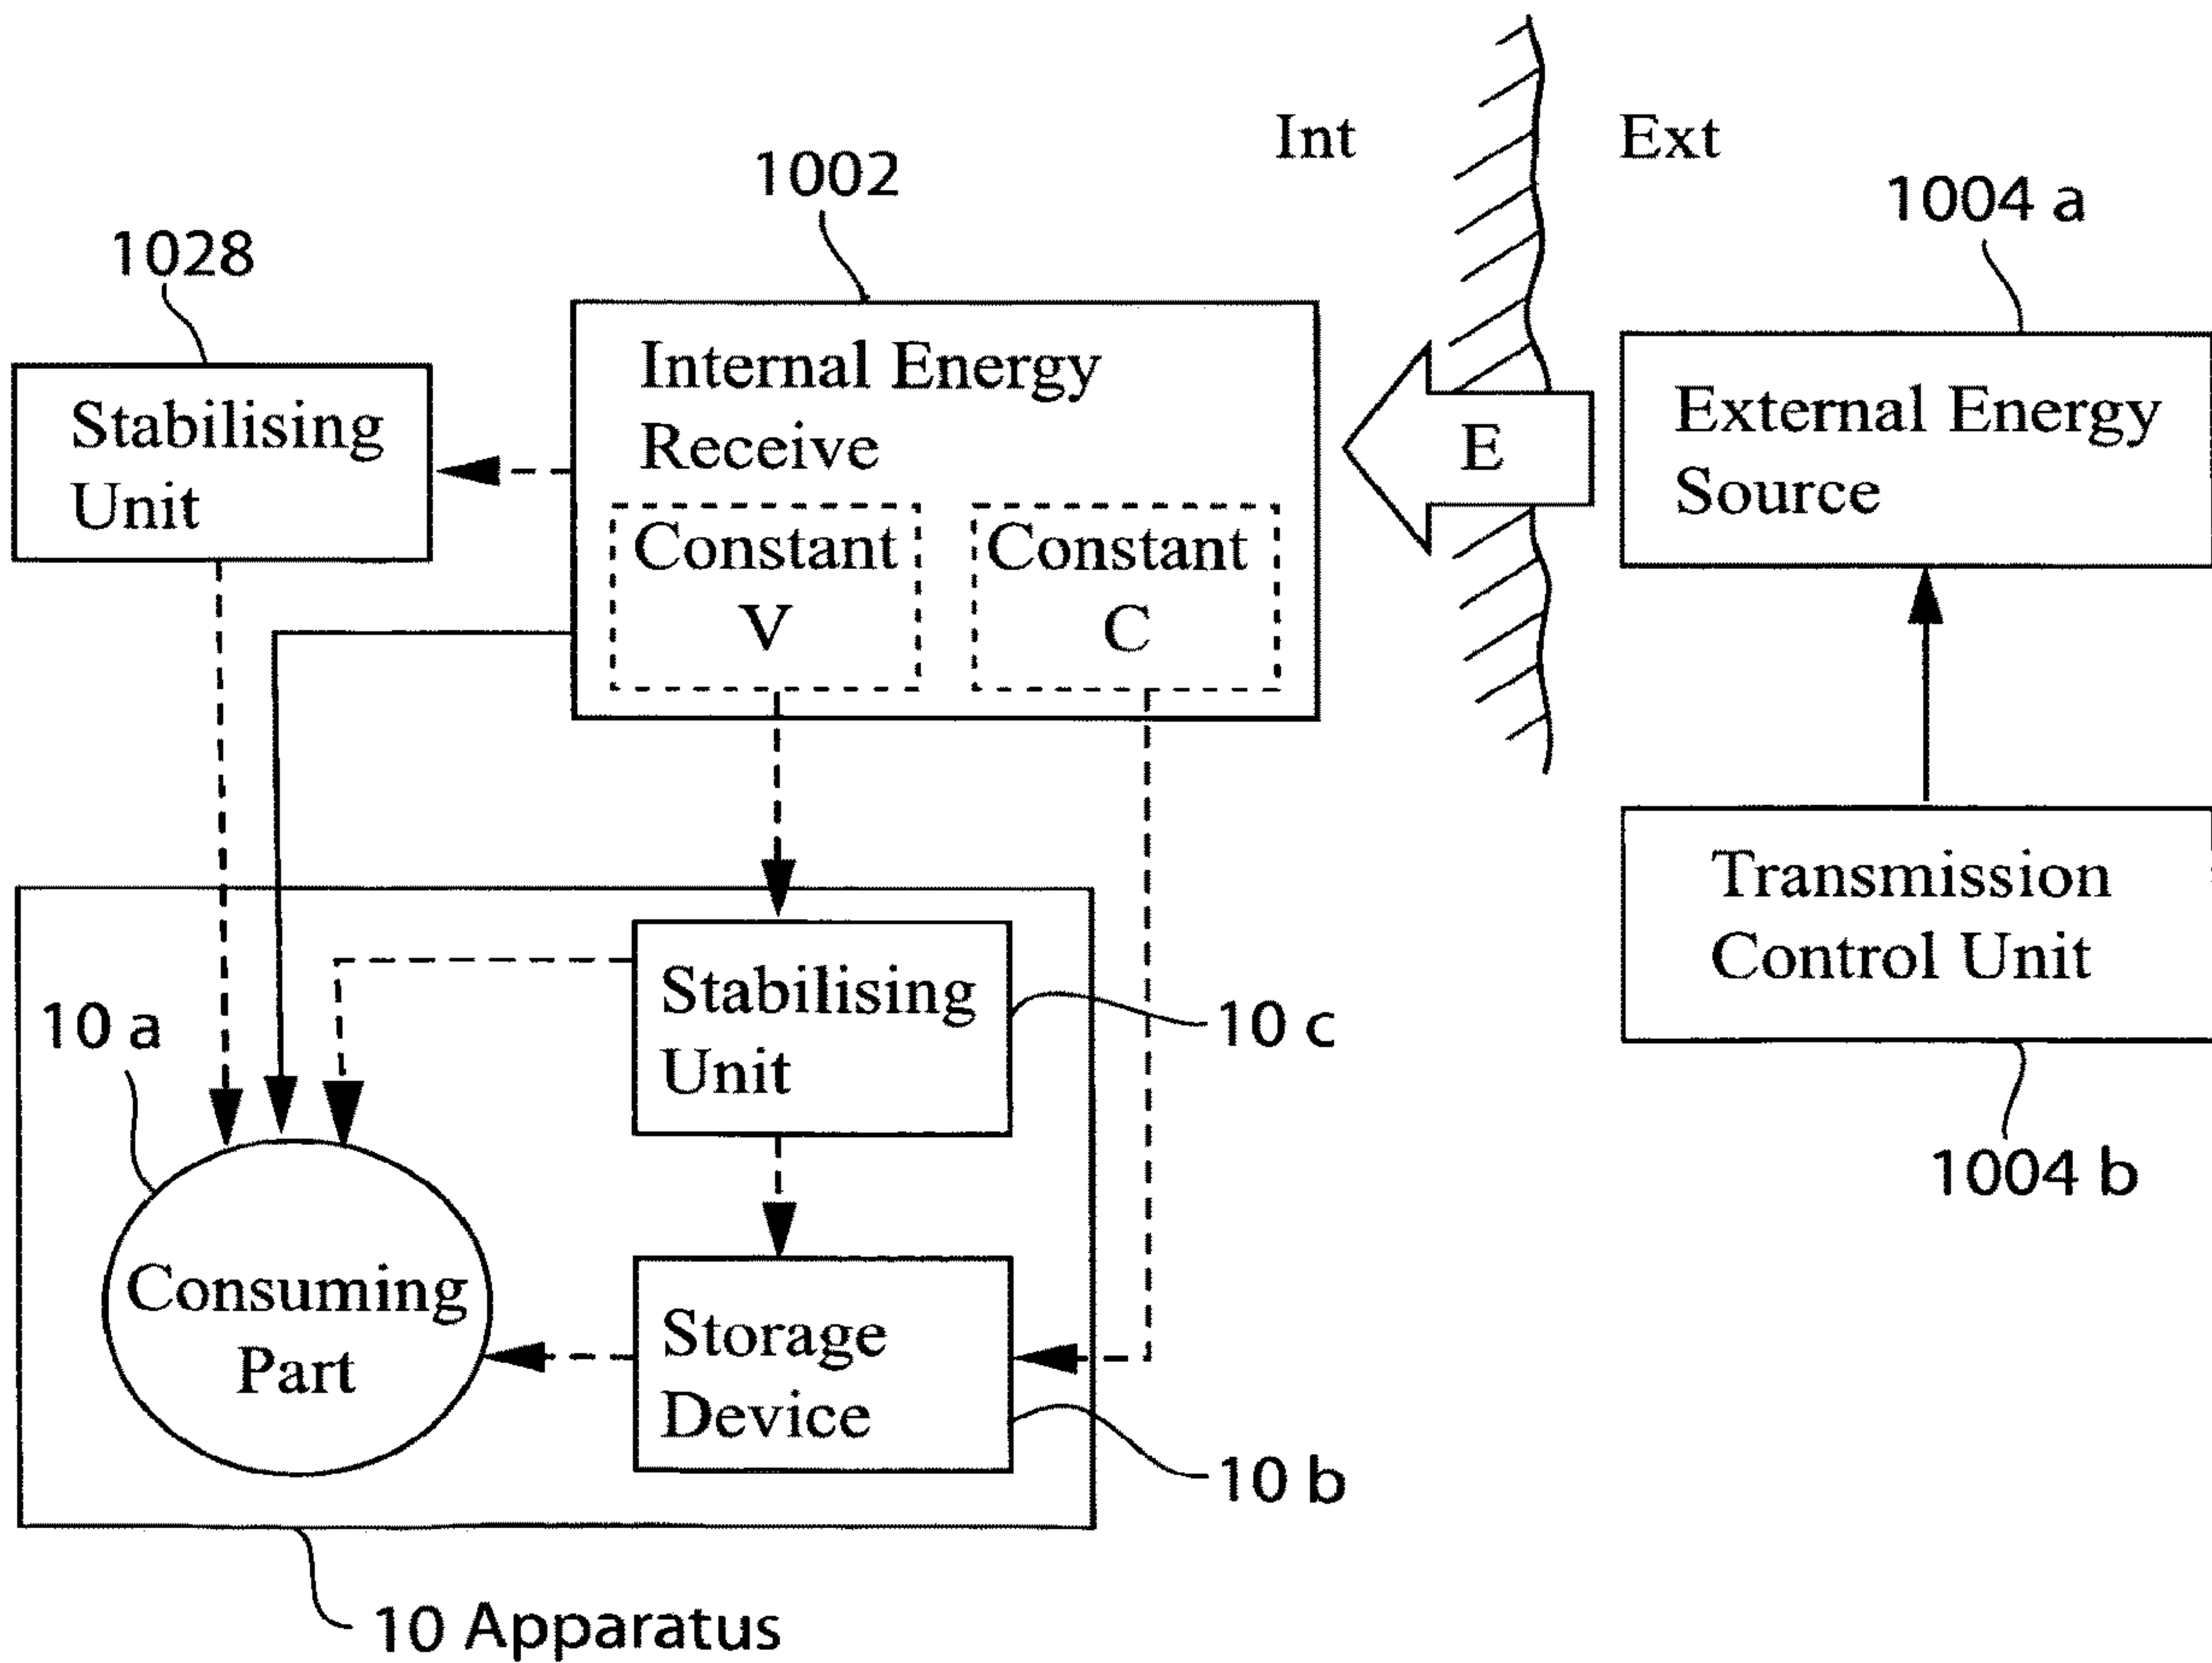 Int
Ext
1002
1004 a
1028
Internal Energy
Receive
Stabilising
Unit
External Energy
Source
E
Constant
V
Constant
C
Transmission
Control Unit
Stabilising
Unit
10 a
10 c
1004 b
Consuming
Part
Storage
Device
10 b
10 Apparatus